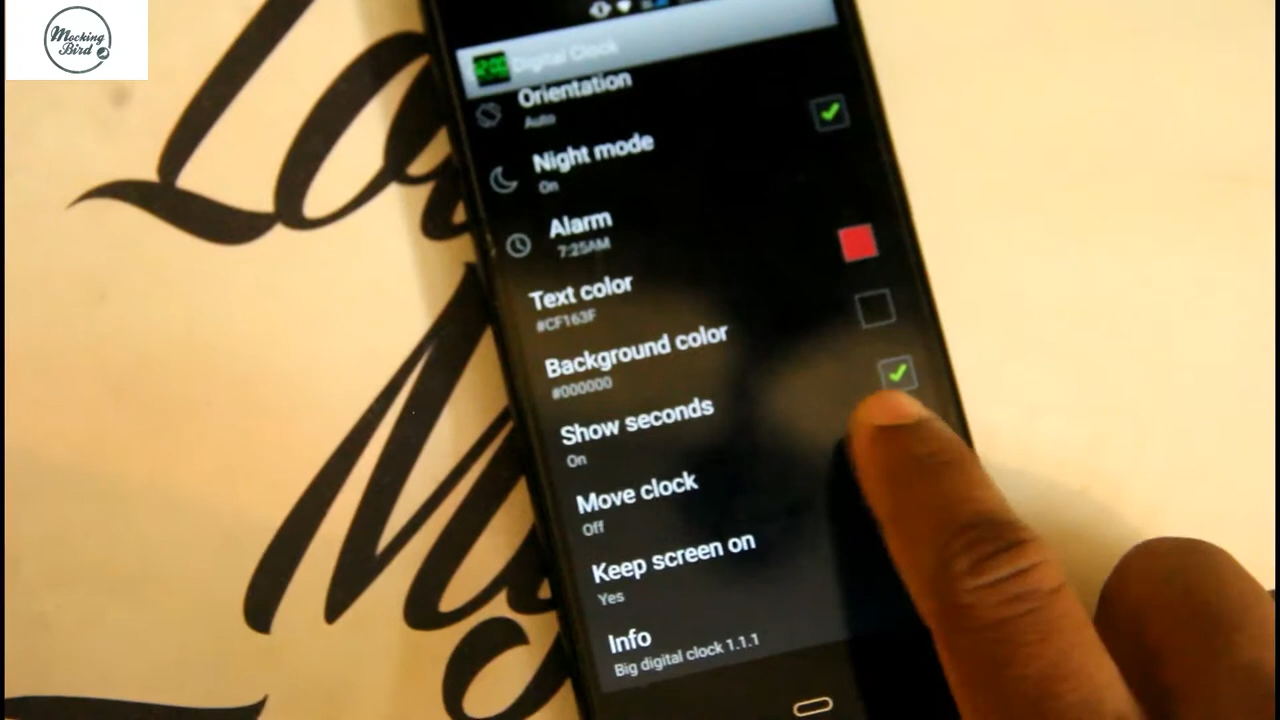 Mocking
Bird
Digital Clock
Orientation
Auto
Night mode
On
Alarm
7:25AM
Text color
#CF163F
Background color
#000000
Show seconds
On
Move clock
Off
Keep screen on
Yes
Info
Big digital clock 1.1.1